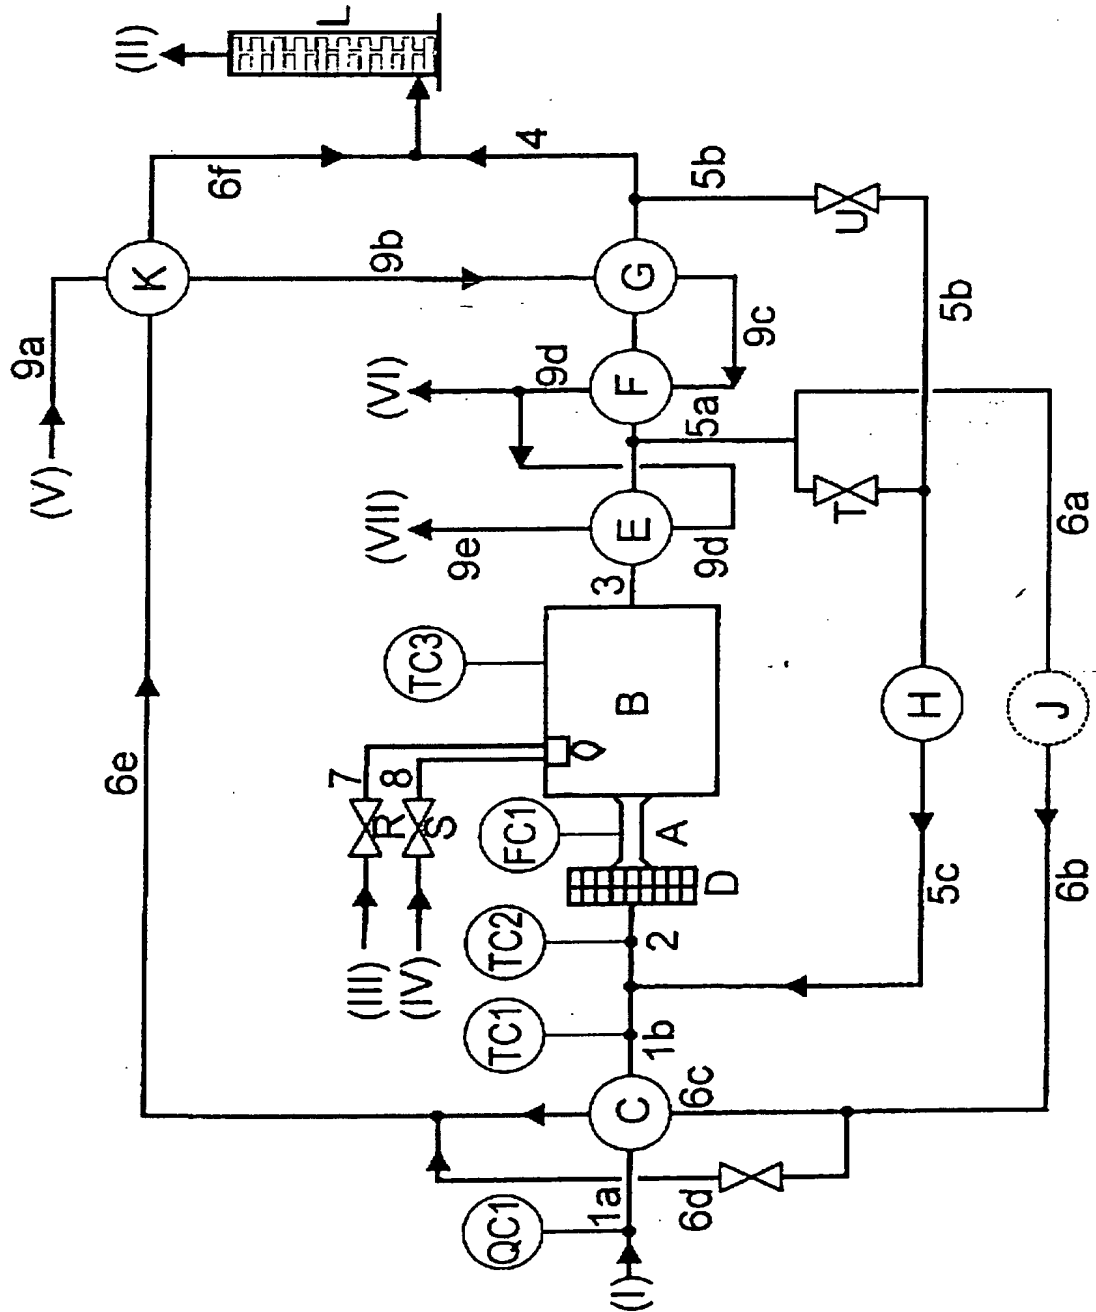 (II)
L
6f
4
5b
U
K
9b
G
5b
9a
9c
9d
F
(VI)
5a
(V)
T
6a
(VII)
9e
E
9d
3
TC3
B
H
J
6e
7
8
R
S
FC1
A
D
5c
6b
(III)
(IV)
TC2
2
TC1
1b
C
6c
1a
6d
QC1
(I)